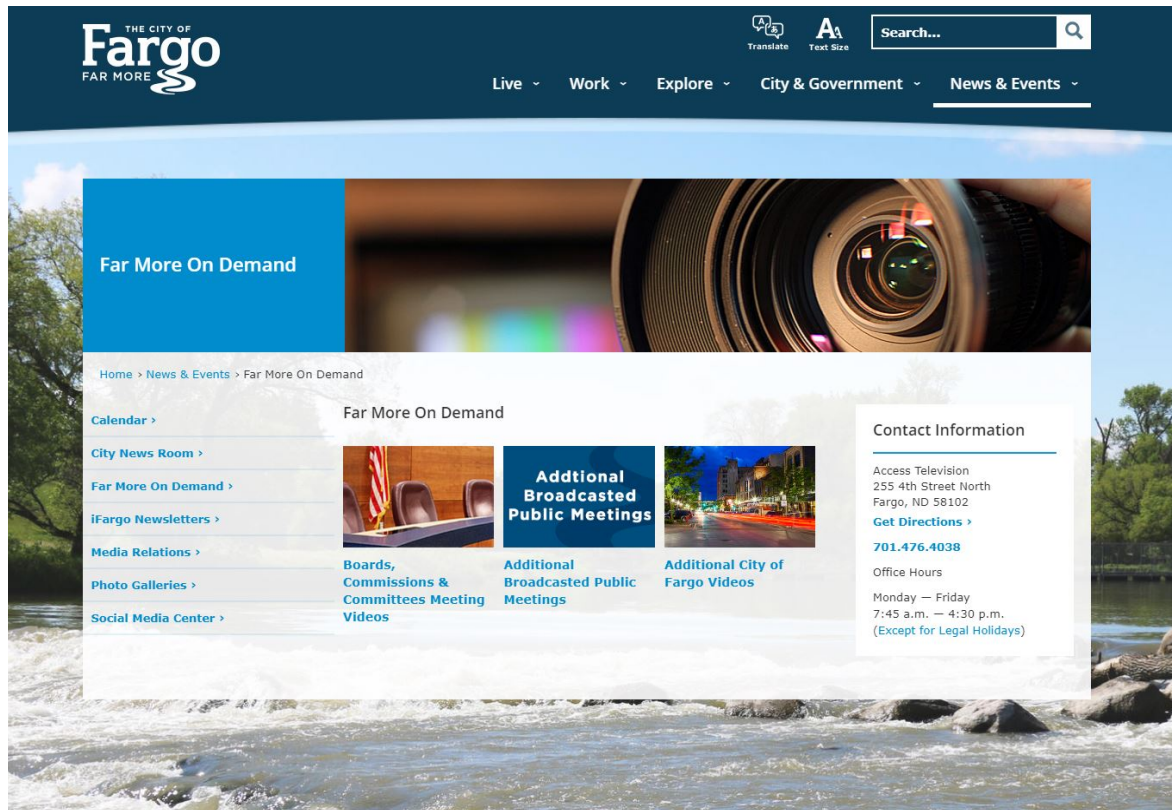 THE CITY OF
Fargo
FAR MORE
Translate
Text Size
Search...
Live
Work
Explore
City & Government
News & Events
Far More On Demand
Home › News & Events › Far More On Demand
Calendar ›
City News Room ›
Far More On Demand ›
iFargo Newsletters ›
Media Relations ›
Photo Galleries ›
Social Media Center ›
Far More On Demand
Addtional
Broadcasted
Public Meetings
Boards,
Commissions &
Committees Meeting
Videos
Additional
Broadcasted Public
Meetings
Additional City of
Fargo Videos
Contact Information
Access Television
255 4th Street North
Fargo, ND 58102
Get Directions ›
701.476.4038
Office Hours
Monday — Friday
7:45 a.m. — 4:30 p.m.
(Except for Legal Holidays)